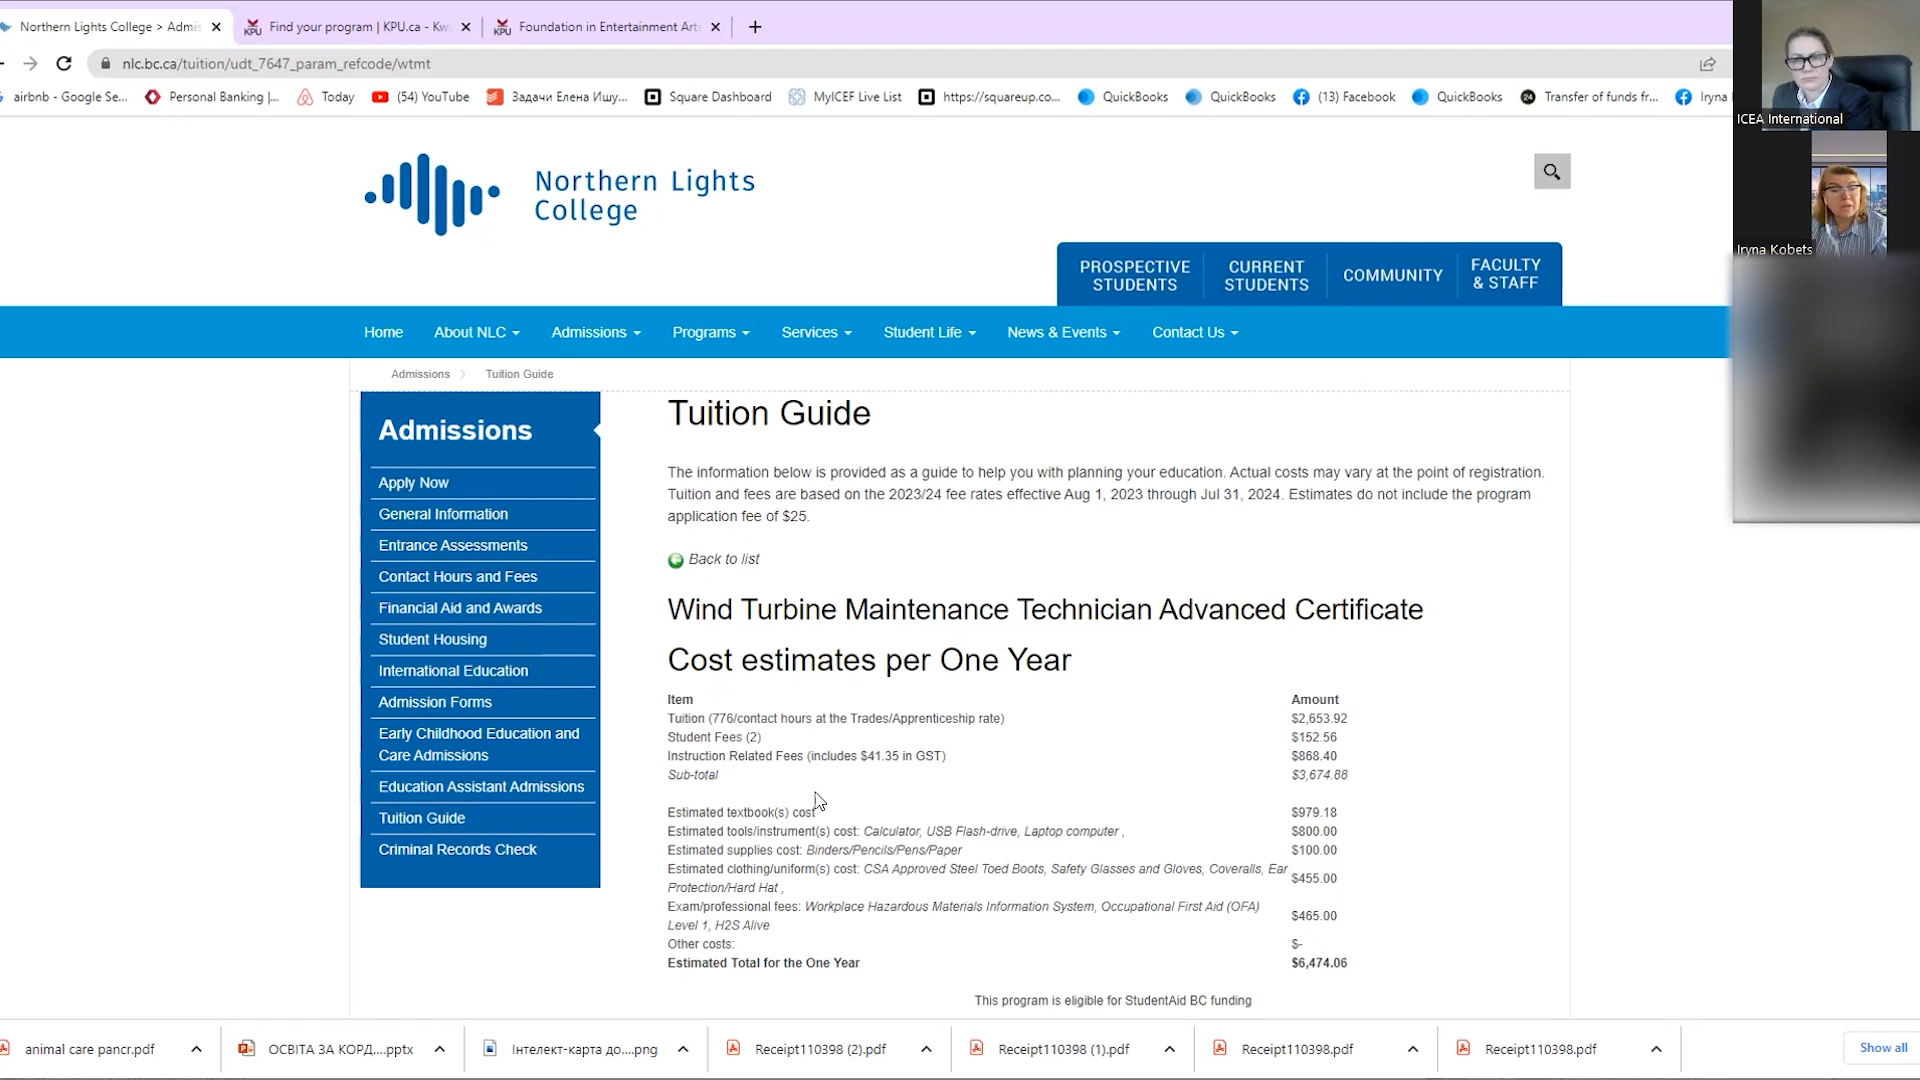 Northern Lights College > Admis
Find your program | KPU.ca - Kwa
Foundation in Entertainment Arts
nlc.bc.ca/tuition/udt_7647_param_refcode/wtmt
airbnb - Google Se...
Personal Banking |...
Today
(54) YouTube
Задачи Елена Ишу...
Square Dashboard
MyICEF Live List
https://squareup.co...
QuickBooks
QuickBooks
(13) Facebook
QuickBooks
24
Transfer of funds fr...
Iryna
ICEA International
Iryna Kobets
Northern Lights
College
PROSPECTIVE
STUDENTS
CURRENT
STUDENTS
COMMUNITY
FACULTY
& STAFF
Home
About NLC
Admissions
Programs
Services
Student Life
News & Events
Contact Us
Admissions
Tuition Guide
Admissions
Apply Now
General Information
Entrance Assessments
Contact Hours and Fees
Financial Aid and Awards
Student Housing
International Education
Admission Forms
Early Childhood Education and
Care Admissions
Education Assistant Admissions
Tuition Guide
Criminal Records Check
Tuition Guide
The information below is provided as a guide to help you with planning your education. Actual costs may vary at the point of registration.
Tuition and fees are based on the 2023/24 fee rates effective Aug 1, 2023 through Jul 31, 2024. Estimates do not include the program
application fee of $25.
Back to list
Wind Turbine Maintenance Technician Advanced Certificate
Cost estimates per One Year
Item Amount
Tuition (776/contact hours at the Trades/Apprenticeship rate) $2,653.92
Student Fees (2) $152.56
Instruction Related Fees (includes $41.35 in GST) $868.40
Sub-total $3,674.88
Estimated textbook(s) cost $979.18
Estimated tools/instrument(s) cost: Calculator, USB Flash-drive, Laptop computer , $800.00
Estimated supplies cost: Binders/Pencils/Pens/Paper $100.00
Estimated clothing/uniform(s) cost: CSA Approved Steel Toed Boots, Safety Glasses and Gloves, Coveralls, Ear
Protection/Hard Hat , $455.00
Exam/professional fees: Workplace Hazardous Materials Information System, Occupational First Aid (OFA)
Level 1, H2S Alive $465.00
Other costs: $-
Estimated Total for the One Year $6,474.06
This program is eligible for StudentAid BC funding
animal care pancr.pdf
ОСВІТА ЗА КОРД....pptx
Інтелект-карта до....png
Receipt110398 (2).pdf
Receipt110398 (1).pdf
Receipt110398.pdf
Receipt110398.pdf
Show all